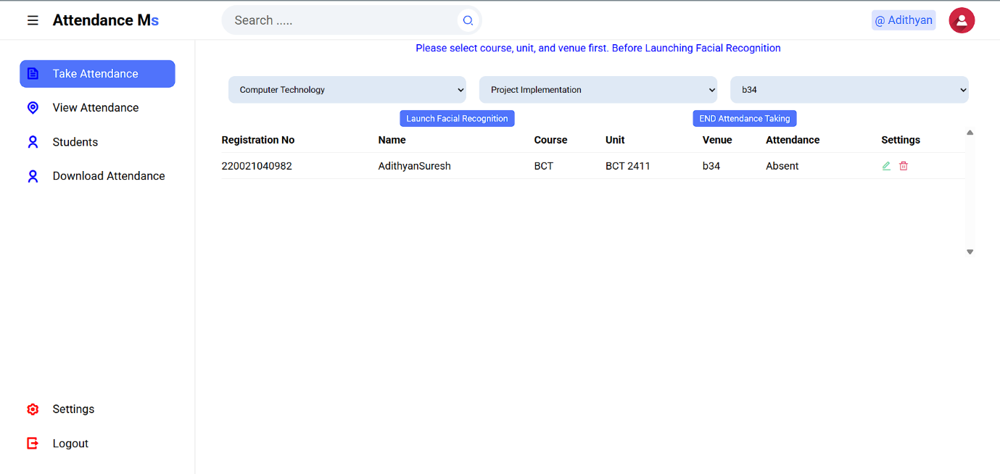 Attendance Ms
Search .....
@ Adithyan
Please select course, unit, and venue first. Before Launching Facial Recognition
Take Attendance
View Attendance
Students
Download Attendance
Settings
Logout
Computer Technology
Project Implementation
b34
Launch Facial Recognition
END Attendance Taking
Registration No Name Course Unit Venue Attendance Settings
220021040982 AdithyanSuresh BCT BCT 2411 b34 Absent